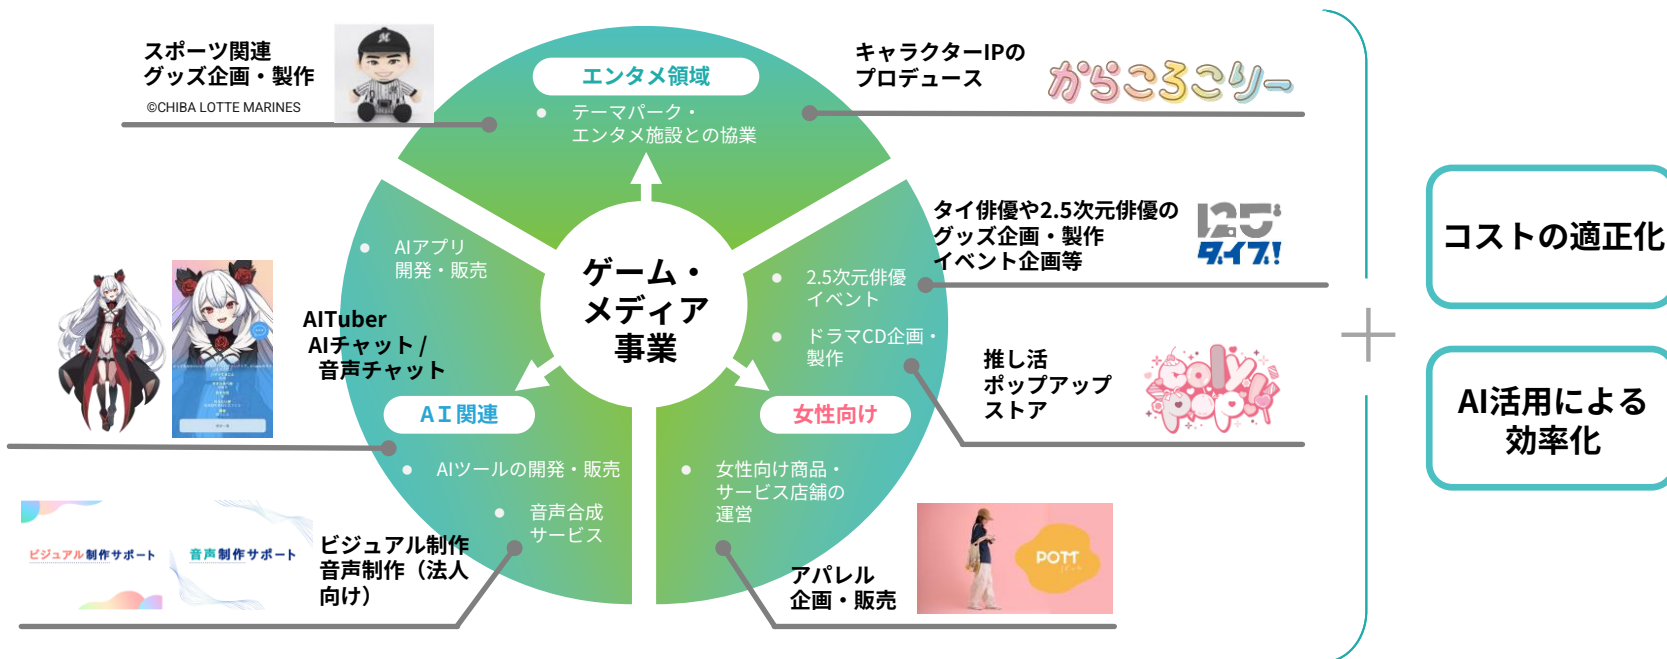 スポーツ関連
グッズ企画・製作
©CHIBA LOTTE MARINES
エンタメ領域
テーマパーク・
エンタメ施設との協業
キャラクターIPの
プロデュース
からころこりー
タイ俳優や2.5次元俳優の
グッズ企画・製作
イベント企画等
タイプ!
AIアプリ
開発・販売
ゲーム・
メディア
事業
2.5次元俳優
イベント
ドラマCD企画・
製作
AITuber
AIチャット /
音声チャット
推し活
ポップアップ
ストア
coly
pop!
AI関連
女性向け
AIツールの開発・販売
音声合成
サービス
女性向け商品・
サービス店舗の
運営
ビジュアル制作サポート
音声制作サポート
ビジュアル制作
音声制作（法人
向け）
アパレル
企画・販売
POTT
コストの適正化
AI活用による
効率化